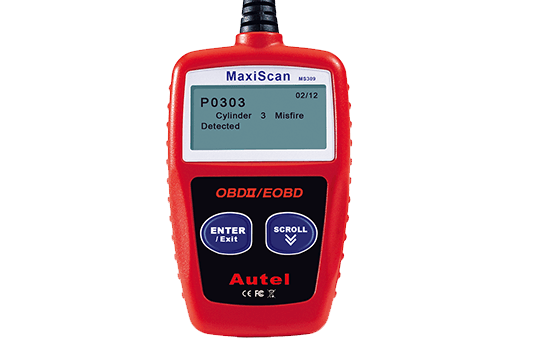 MaxiScan MS309
02/12
P0303
Cylinder 3 Misfire
Detected
OBDII/EOBD
ENTER
/Exit
SCROLL
Autel
CE FC